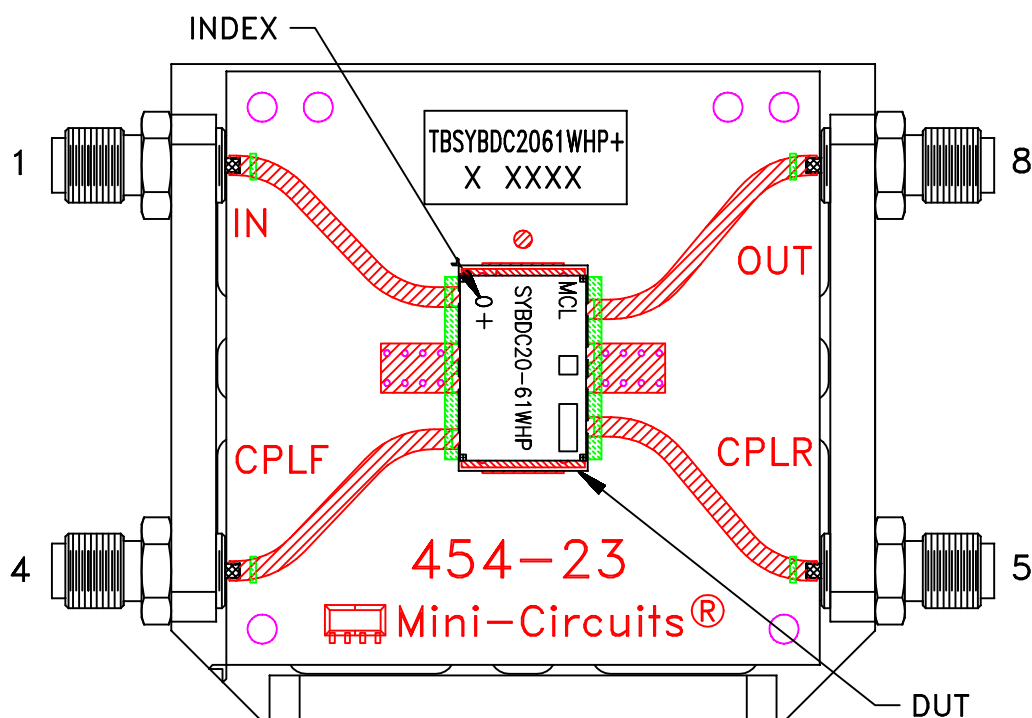 INDEX
TBSYBDC2061WHP+
X XXXX
1
8
IN
OUT
MCL
SYBDC20-61WHP
O+
CPLF
CPLR
454-23
4
5
Mini-Circuits®
DUT